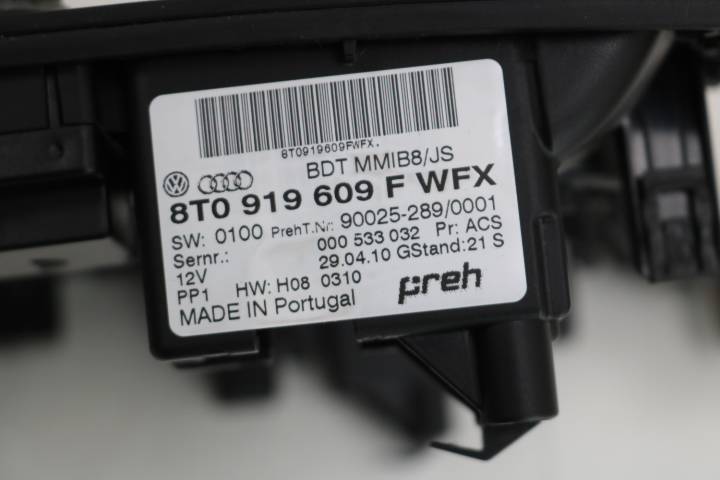 8T0919609FWFX.
BDT MMIB8/JS
8T0 919 609 F WFX
SW: 0100 PrehT.Nr: 90025-289/0001
Sernr.: 000 533 032 Pr: ACS
12V 29.04.10 GStand:21 S
PP1 HW: H08 0310
MADE IN Portugal preh